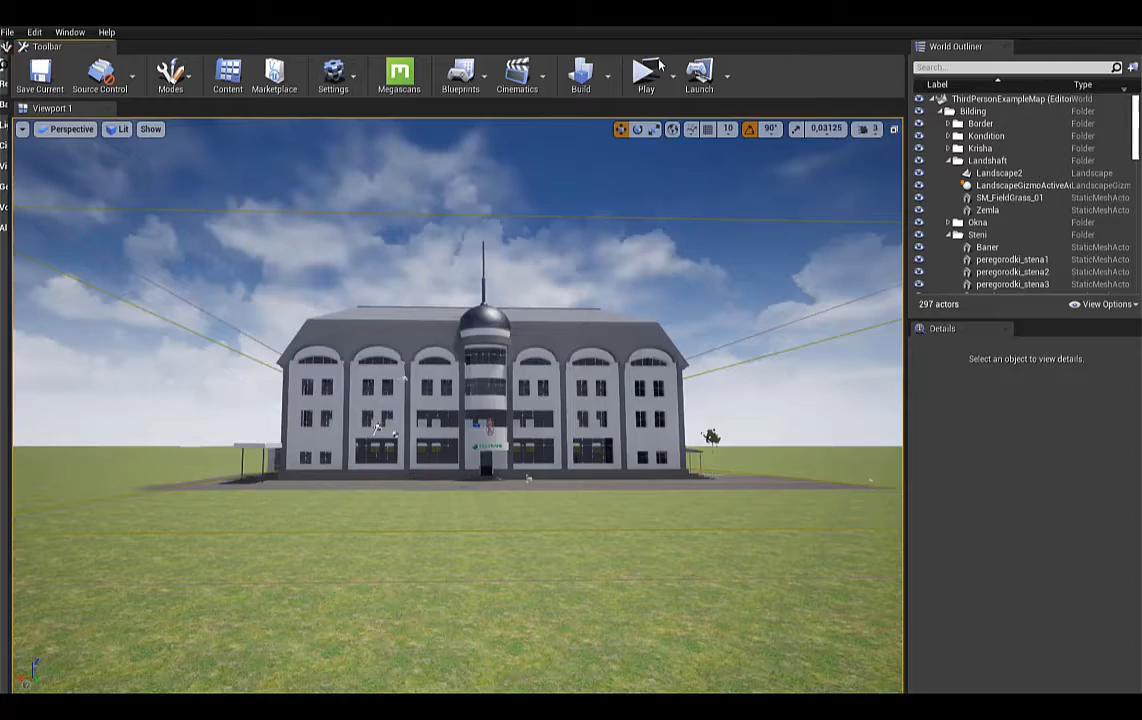 File Edit Window Help
Toolbar
Save Current Source Control Modes Content Marketplace Settings Megascans Blueprints Cinematics Build Play Launch
Viewport 1
Perspective Lit Show
10 90° 0,03125 3
World Outliner
Search...
Label Type
ThirdPersonExampleMap (Editor World
Bilding Folder
Border Folder
Kondition Folder
Krisha Folder
Landshaft Folder
Landscape2 Landscape
LandscapeGizmoActiveAc LandscapeGizm
SM_FieldGrass_01 StaticMeshActo
Zemla StaticMeshActo
Okna Folder
Steni Folder
Baner StaticMeshActo
peregorodki_stena1 StaticMeshActo
peregorodki_stena2 StaticMeshActo
peregorodki_stena3 StaticMeshActo
297 actors View Options
Details
Select an object to view details.